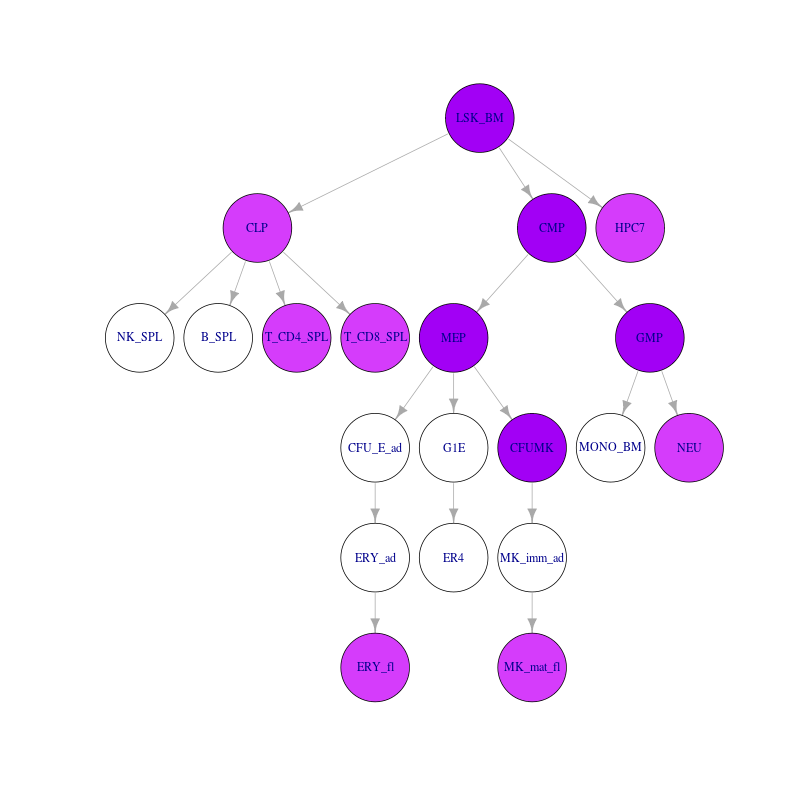 LSK_BM
CLP
CMP
HPC7
NK_SPL
B_SPL
T_CD4_SPL
T_CD8_SPL
MEP
GMP
CFU_E_ad
G1E
CFUMK
MONO_BM
NEU
ERY_ad
ER4
MK_imm_ad
ERY_fl
MK_mat_fl